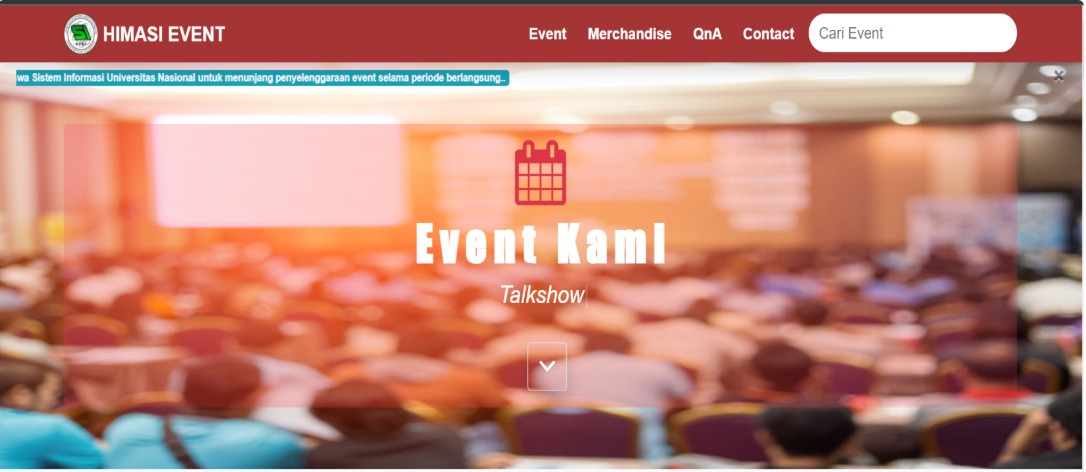 HIMASI EVENT
Event Merchandise QnA Contact Cari Event
wa Sistem Informasi Universitas Nasional untuk menunjang penyelenggaraan event selama periode berlangsung..
Event Kami
Talkshow